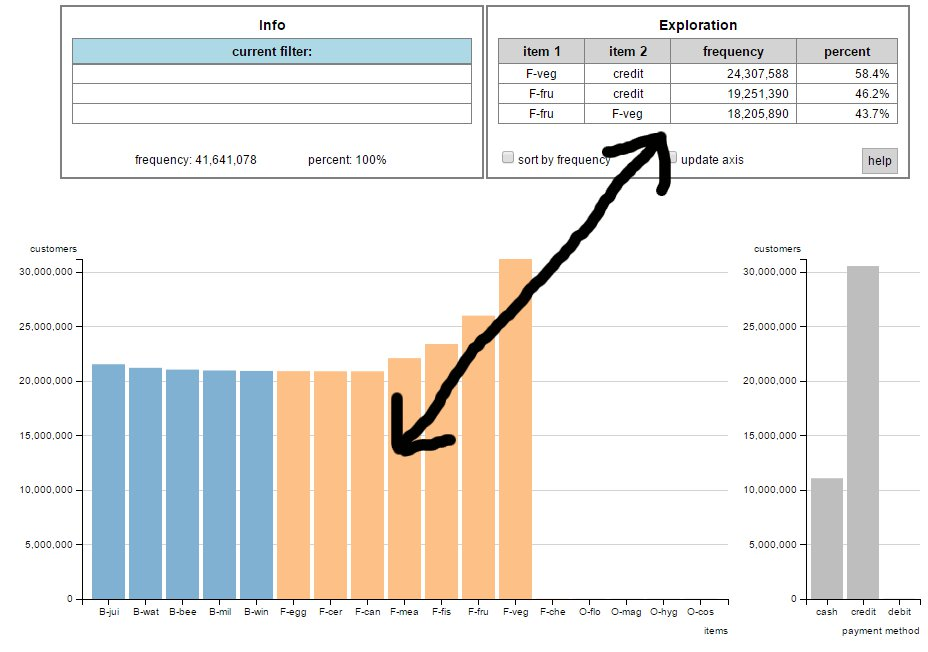 Info
current filter:
frequency: 41,641,078 percent: 100%
Exploration
item 1 item 2 frequency percent
F-veg credit 24,307,588 58.4%
F-fru credit 19,251,390 46.2%
F-fru F-veg 18,205,890 43.7%
sort by frequency update axis help
customers
30,000,000
25,000,000
20,000,000
15,000,000
10,000,000
5,000,000
0
B-jui B-wat B-bee B-mil B-win F-egg F-cer F-can F-mea F-fis F-fru F-veg F-che O-flo O-mag O-hyg O-cos
items
customers
30,000,000
25,000,000
20,000,000
15,000,000
10,000,000
5,000,000
0
cash credit debit
payment method